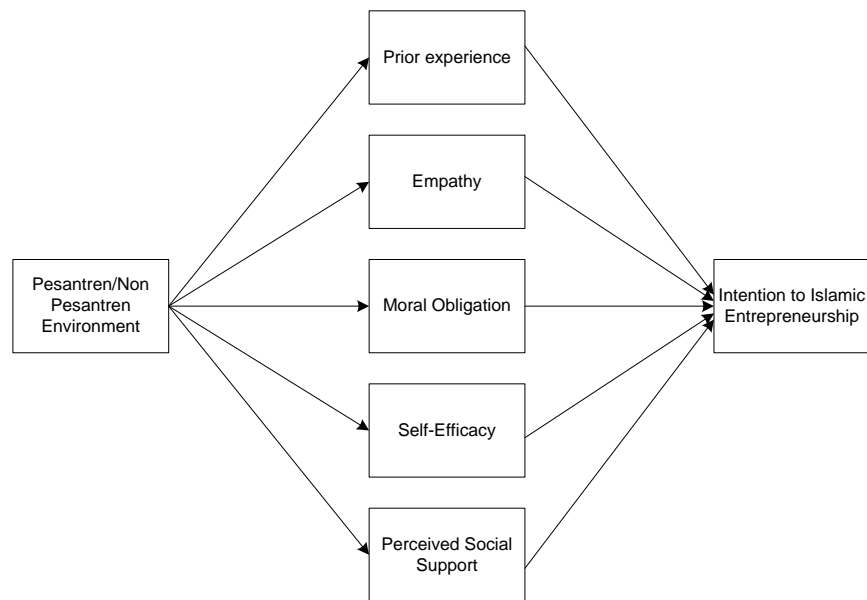 Prior experience
Empathy
Pesantren/Non
Pesantren
Environment
Moral Obligation
Intention to Islamic
Entrepreneurship
Self-Efficacy
Perceived Social
Support